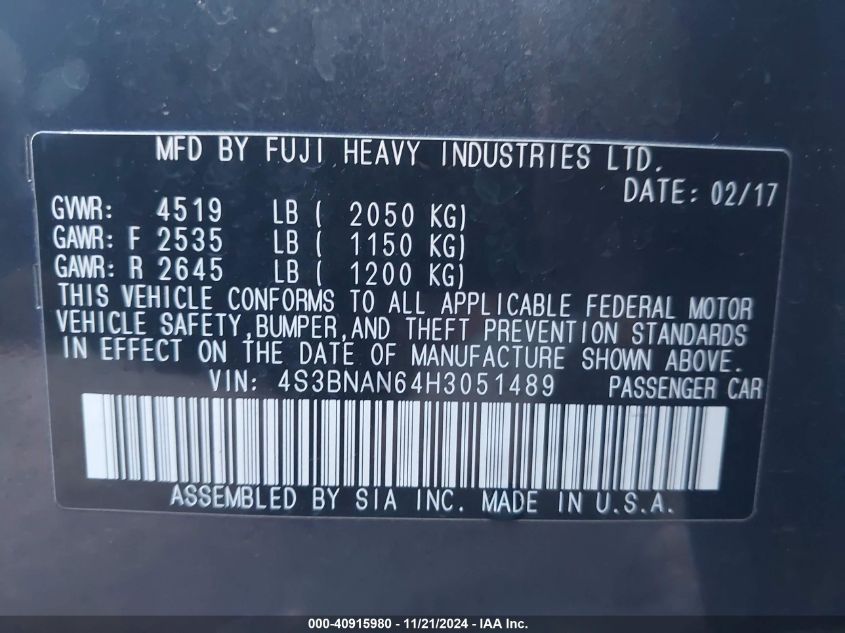 MFD BY FUJI HEAVY INDUSTRIES LTD.
DATE: 02/17
GVWR: 4519 LB ( 2050 KG)
GAWR: F 2535 LB ( 1150 KG)
GAWR: R 2645 LB ( 1200 KG)
THIS VEHICLE CONFORMS TO ALL APPLICABLE FEDERAL MOTOR
VEHICLE SAFETY,BUMPER,AND THEFT PREVENTION STANDARDS
IN EFFECT ON THE DATE OF MANUFACTURE SHOWN ABOVE.
VIN: 4S3BNAN64H3051489 PASSENGER CAR
ASSEMBLED BY SIA INC. MADE IN U.S.A.
000-40915980 - 11/21/2024 - IAA Inc.